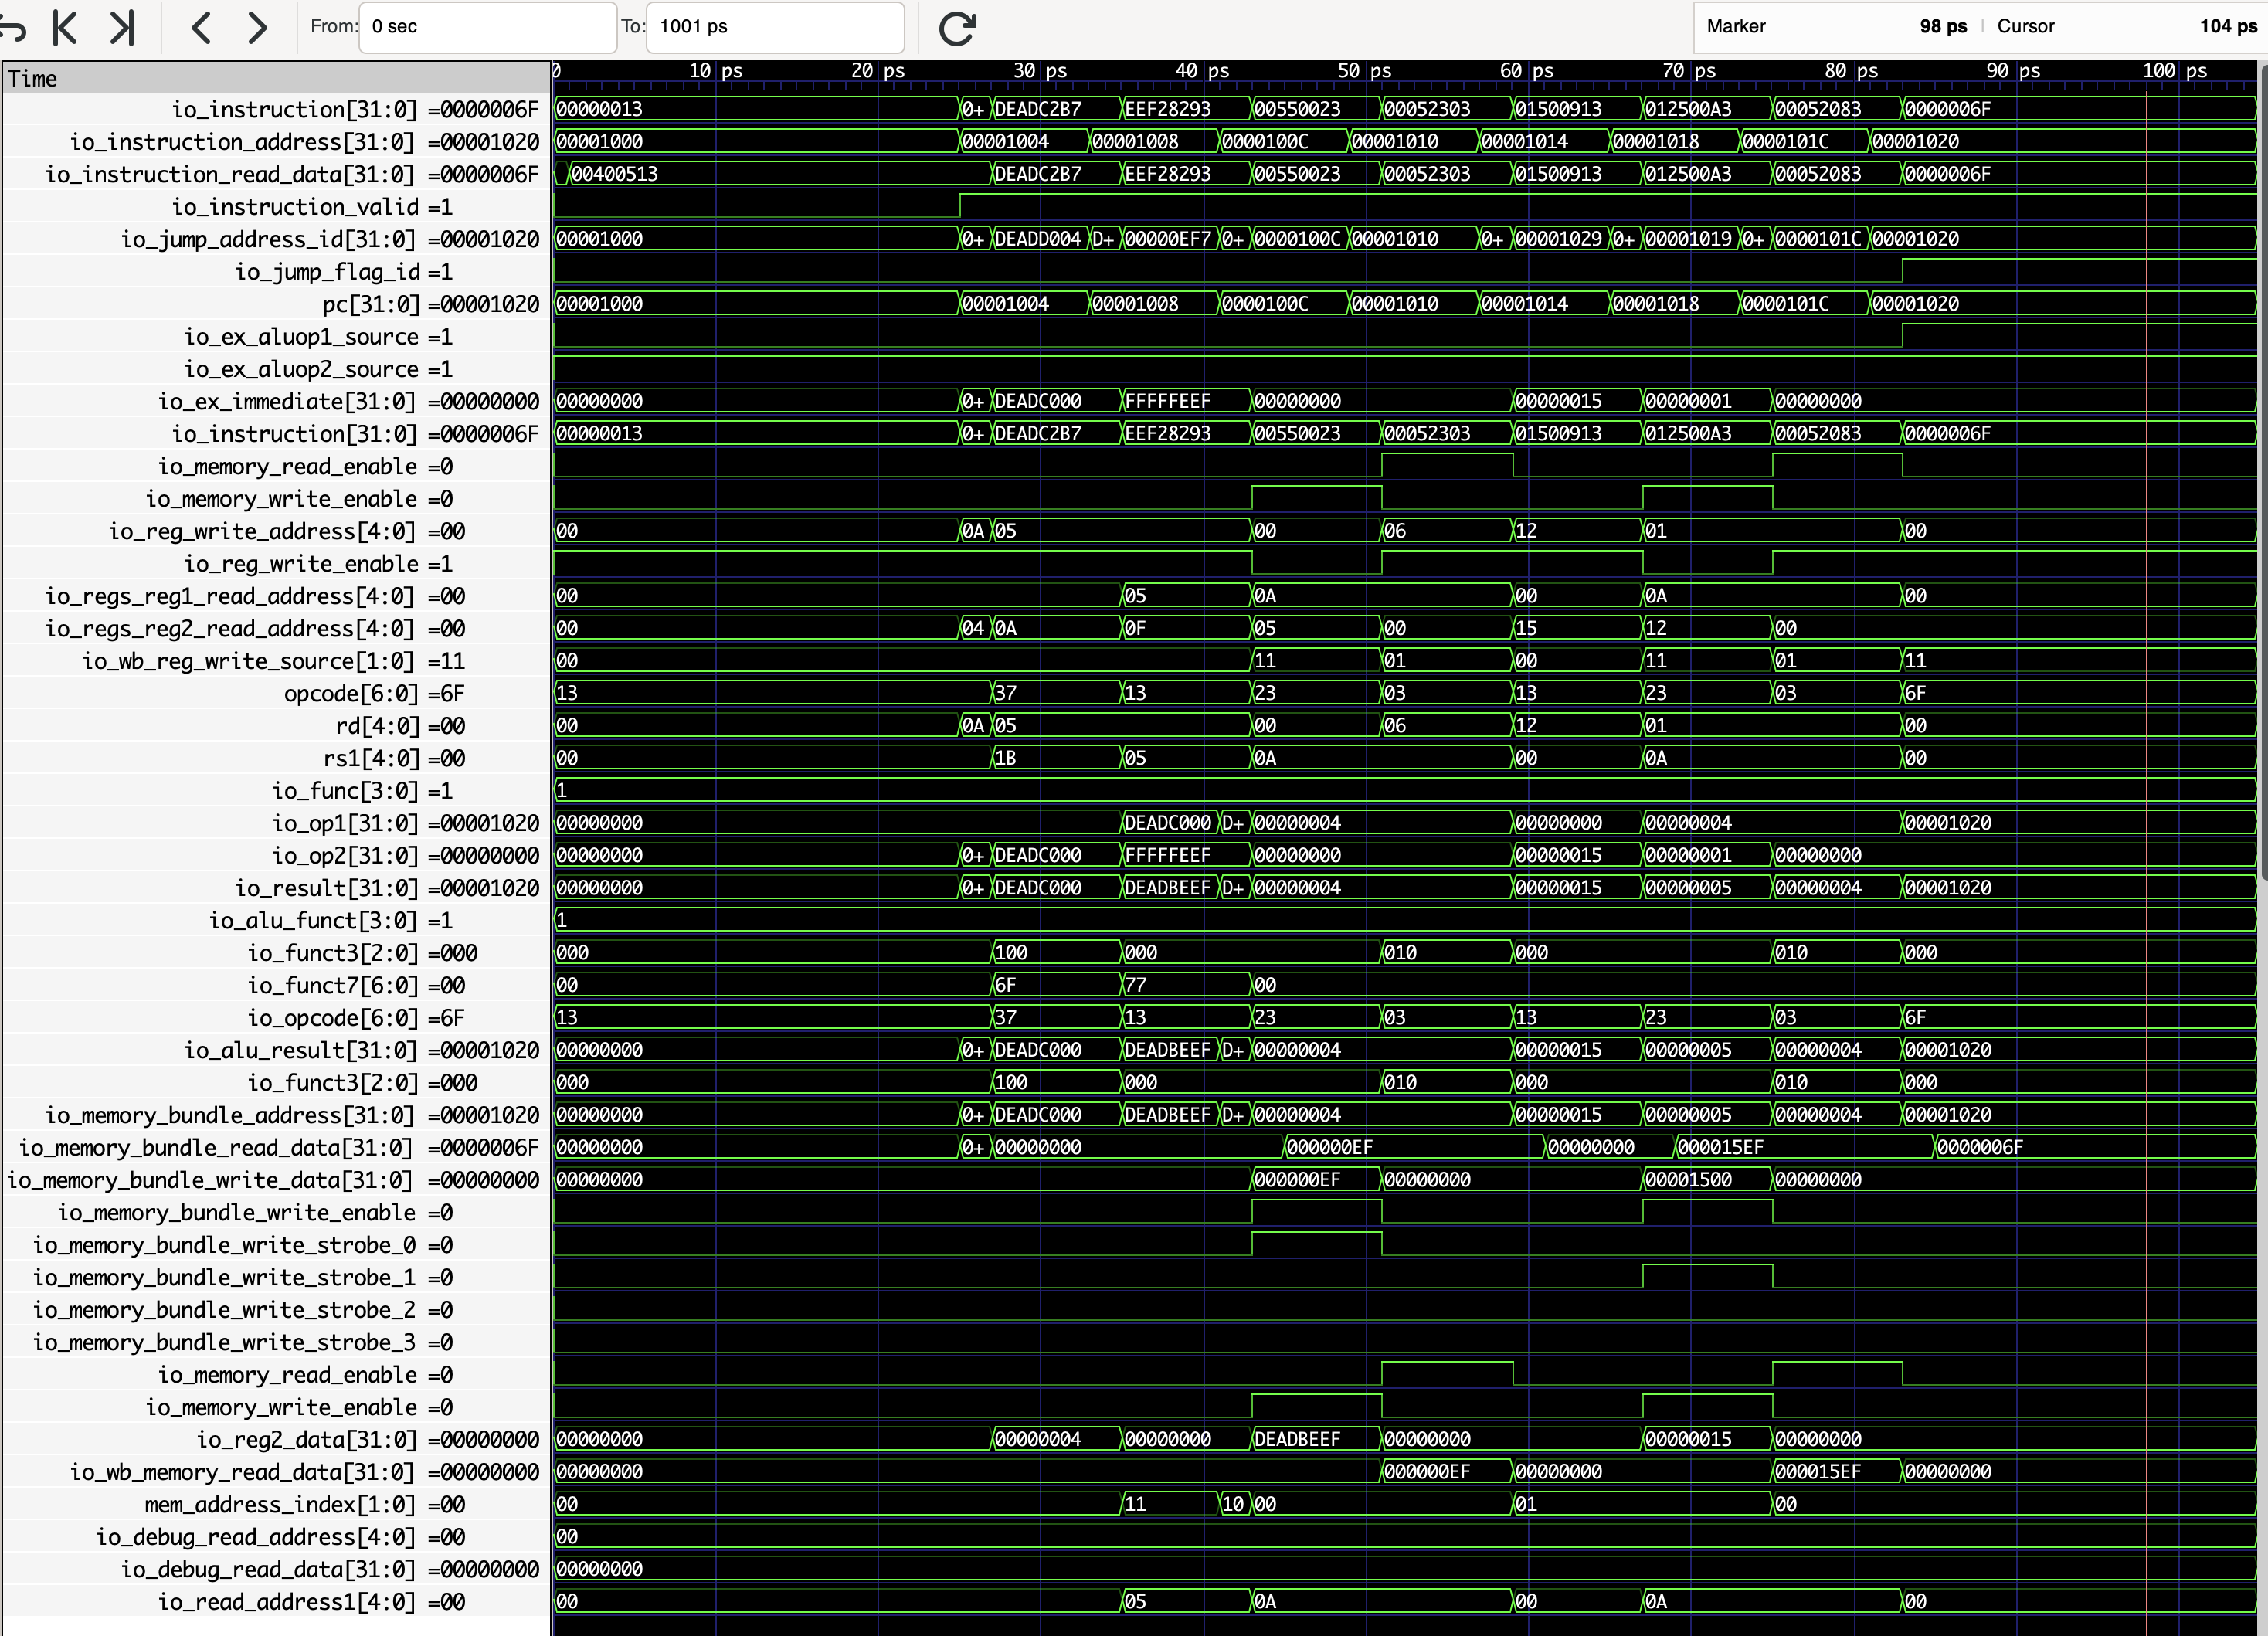 From: 0 sec To: 1001 ps Marker 98 ps Cursor 104 ps
Time 0 10 ps 20 ps 30 ps 40 ps 50 ps 60 ps 70 ps 80 ps 90 ps 100 ps
io_instruction[31:0] =0000006F 00000013 0+ DEADC2B7 EEF28293 00550023 00052303 01500913 012500A3 00052083 0000006F
io_instruction_address[31:0] =00001020 00001000 00001004 00001008 0000100C 00001010 00001014 00001018 0000101C 00001020
io_instruction_read_data[31:0] =0000006F 00400513 DEADC2B7 EEF28293 00550023 00052303 01500913 012500A3 00052083 0000006F
io_instruction_valid =1
io_jump_address_id[31:0] =00001020 00001000 0+ DEADD004 D+ 00000EF7 0+ 0000100C 00001010 0+ 00001029 0+ 00001019 0+ 0000101C 00001020
io_jump_flag_id =1
pc[31:0] =00001020 00001000 00001004 00001008 0000100C 00001010 00001014 00001018 0000101C 00001020
io_ex_aluop1_source =1
io_ex_aluop2_source =1
io_ex_immediate[31:0] =00000000 00000000 0+ DEADC000 FFFFFEEF 00000000 00000015 00000001 00000000
io_instruction[31:0] =0000006F 00000013 0+ DEADC2B7 EEF28293 00550023 00052303 01500913 012500A3 00052083 0000006F
io_memory_read_enable =0
io_memory_write_enable =0
io_reg_write_address[4:0] =00 00 0A 05 00 06 12 01 00
io_reg_write_enable =1
io_regs_reg1_read_address[4:0] =00 00 05 0A 00 0A 00
io_regs_reg2_read_address[4:0] =00 00 04 0A 0F 05 00 15 12 00
io_wb_reg_write_source[1:0] =11 00 11 01 00 11 01 11
opcode[6:0] =6F 13 37 13 23 03 13 23 03 6F
rd[4:0] =00 00 0A 05 00 06 12 01 00
rs1[4:0] =00 00 1B 05 0A 00 0A 00
io_func[3:0] =1 1
io_op1[31:0] =00001020 00000000 DEADC000 D+ 00000004 00000000 00000004 00001020
io_op2[31:0] =00000000 00000000 0+ DEADC000 FFFFFEEF 00000000 00000015 00000001 00000000
io_result[31:0] =00001020 00000000 0+ DEADC000 DEADBEEF D+ 00000004 00000015 00000005 00000004 00001020
io_alu_funct[3:0] =1 1
io_funct3[2:0] =000 000 100 000 010 000 010 000
io_funct7[6:0] =00 00 6F 77 00
io_opcode[6:0] =6F 13 37 13 23 03 13 23 03 6F
io_alu_result[31:0] =00001020 00000000 0+ DEADC000 DEADBEEF D+ 00000004 00000015 00000005 00000004 00001020
io_funct3[2:0] =000 000 100 000 010 000 010 000
io_memory_bundle_address[31:0] =00001020 00000000 0+ DEADC000 DEADBEEF D+ 00000004 00000015 00000005 00000004 00001020
io_memory_bundle_read_data[31:0] =0000006F 00000000 0+ 00000000 000000EF 00000000 000015EF 0000006F
io_memory_bundle_write_data[31:0] =00000000 00000000 000000EF 00000000 00001500 00000000
io_memory_bundle_write_enable =0
io_memory_bundle_write_strobe_0 =0
io_memory_bundle_write_strobe_1 =0
io_memory_bundle_write_strobe_2 =0
io_memory_bundle_write_strobe_3 =0
io_memory_read_enable =0
io_memory_write_enable =0
io_reg2_data[31:0] =00000000 00000000 00000004 00000000 DEADBEEF 00000000 00000015 00000000
io_wb_memory_read_data[31:0] =00000000 00000000 000000EF 00000000 000015EF 00000000
mem_address_index[1:0] =00 00 11 10 00 01 00
io_debug_read_address[4:0] =00 00
io_debug_read_data[31:0] =00000000 00000000
io_read_address1[4:0] =00 00 05 0A 00 0A 00